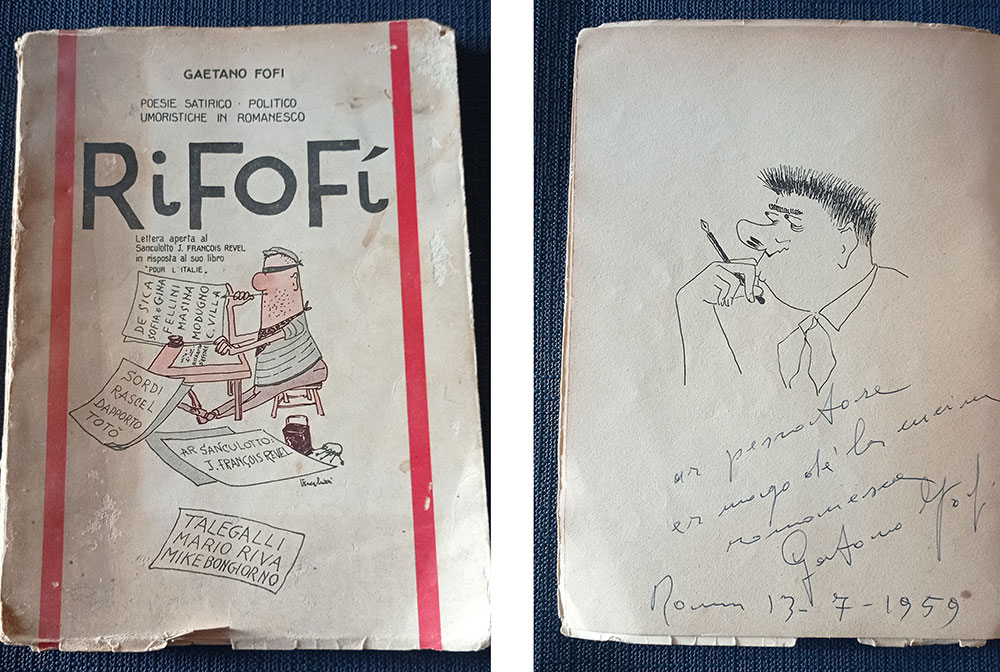 GAETANO FOFI
POESIE SATIRICO · POLITICO
UMORISTICHE IN ROMANESCO
RiFoFí
Lettera aperta al
Sanculotto J. FRANCOIS REVEL
in risposta al suo libro
"POUR L'ITALIE„
DE SICA
SOFIA e GINA
FELLINI
MASINA
MODUGNO
C. VILLA
SORDI
RASCEL
DAPPORTO
TOTÒ
AR SANCULOTTO:
J. FRANÇOIS REVEL
TALEGALLI
MARIO RIVA
MIKE BONGIORNO
ar
er mago de la cucina
romanesca
Gaetano Fofi
Roma 13-7-1959